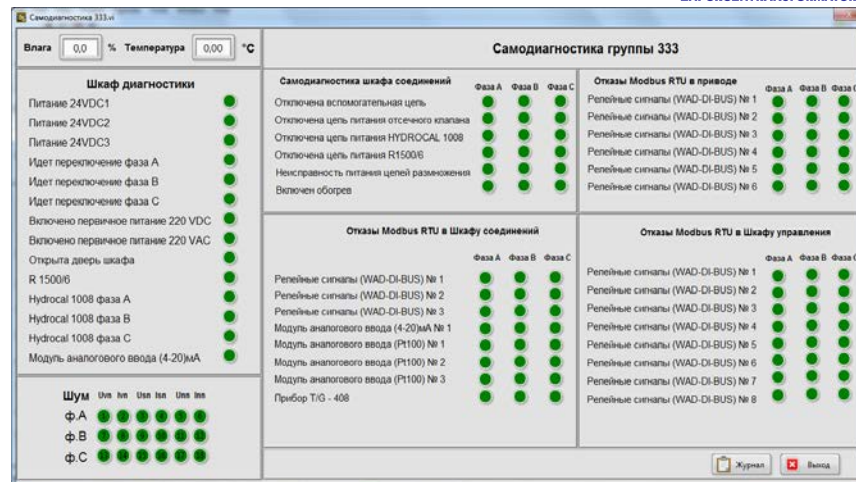 Самодиагностика 333.vi
Влага 0,0 % Температура 0,00 °C
Самодиагностика группы 333
Шкаф диагностики
Питание 24VDC1
Питание 24VDC2
Питание 24VDC3
Идет переключение фаза А
Идет переключение фаза В
Идет переключение фаза С
Включено первичное питание 220 VDC
Включено первичное питание 220 VAC
Открыта дверь шкафа
R 1500/6
Hydrocal 1008 фаза А
Hydrocal 1008 фаза В
Hydrocal 1008 фаза С
Модуль аналогового ввода (4-20)мА
Шум Uvn Ivn Usn Isn Unn Inn
ф.А
ф.В
ф.С
Самодиагностика шкафа соединений
Фаза А Фаза В Фаза С
Отключена вспомогательная цепь
Отключена цепь питания отсечного клапана
Отключена цепь питания HYDROCAL 1008
Отключена цепь питания R1500/6
Неисправность питания цепей размножения
Включен обогрев
Отказы Modbus RTU в приводе
Фаза А Фаза В Фаза
Релейные сигналы (WAD-DI-BUS) № 1
Релейные сигналы (WAD-DI-BUS) № 2
Релейные сигналы (WAD-DI-BUS) № 3
Релейные сигналы (WAD-DI-BUS) № 4
Релейные сигналы (WAD-DI-BUS) № 5
Релейные сигналы (WAD-DI-BUS) № 6
Отказы Modbus RTU в Шкафу соединений
Фаза А Фаза В Фаза С
Релейные сигналы (WAD-DI-BUS) № 1
Релейные сигналы (WAD-DI-BUS) № 2
Релейные сигналы (WAD-DI-BUS) № 3
Модуль аналогового ввода (4-20)мА № 1
Модуль аналогового ввода (Pt100) № 1
Модуль аналогового ввода (Pt100) № 2
Модуль аналогового ввода (Pt100) № 3
Прибор T/G - 408
Отказы Modbus RTU в Шкафу управления
Фаза А Фаза В Фаза
Релейные сигналы (WAD-DI-BUS) № 1
Релейные сигналы (WAD-DI-BUS) № 2
Релейные сигналы (WAD-DI-BUS) № 3
Релейные сигналы (WAD-DI-BUS) № 4
Релейные сигналы (WAD-DI-BUS) № 5
Релейные сигналы (WAD-DI-BUS) № 6
Релейные сигналы (WAD-DI-BUS) № 7
Релейные сигналы (WAD-DI-BUS) № 8
Журнал Выход